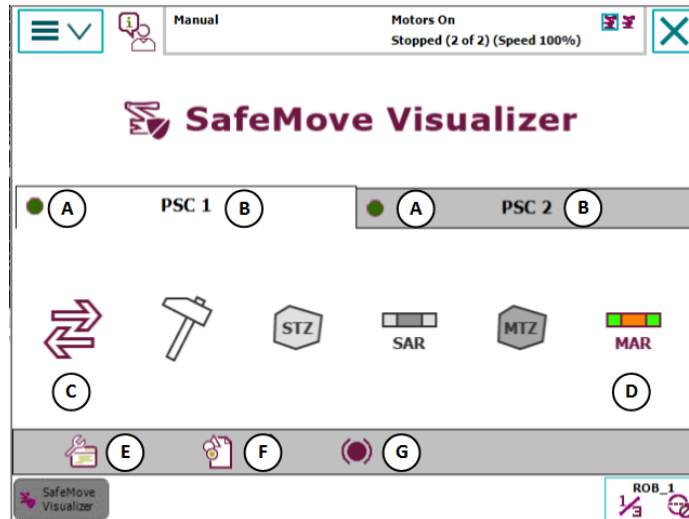 Manual
Motors On
Stopped (2 of 2) (Speed 100%)
SafeMove Visualizer
A
PSC 1
B
A
PSC 2
B
STZ
SAR
MTZ
MAR
C
D
E
F
G
SafeMove
Visualizer
ROB_1
1/3